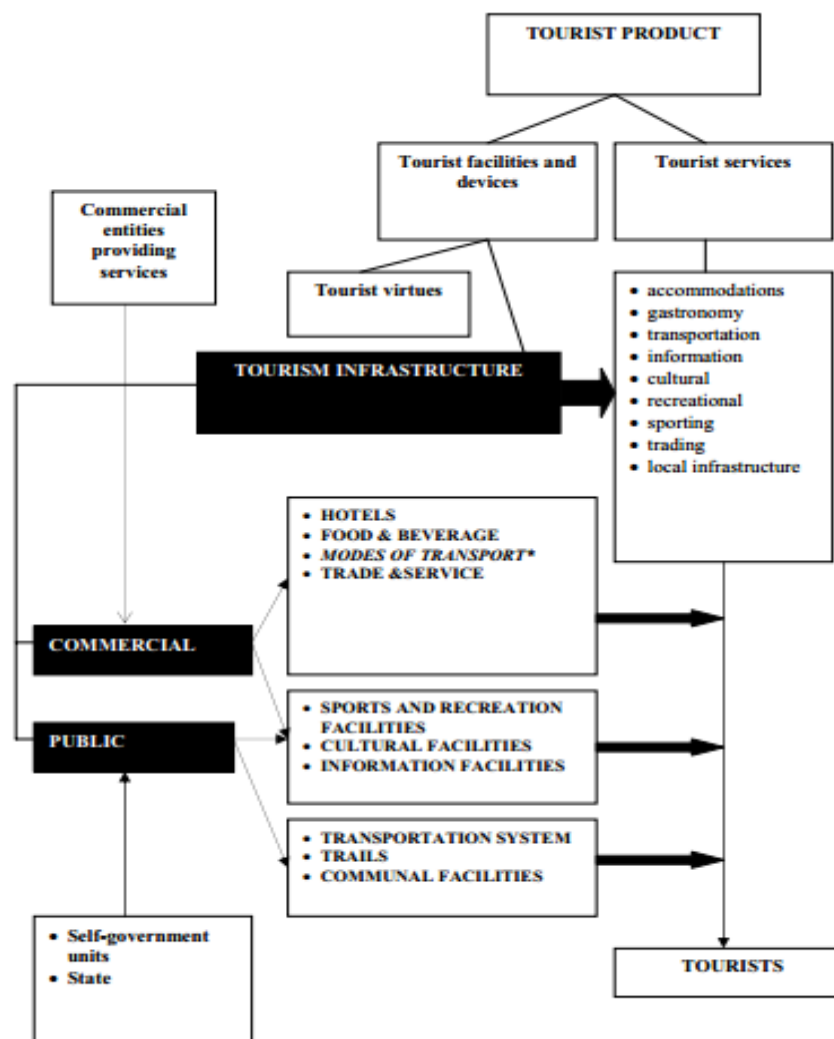 TOURIST PRODUCT
Tourist facilities and
devices
Tourist services
Commercial
entities
providing
services
Tourist virtues
• accommodations
• gastronomy
• transportation
• information
• cultural
• recreational
• sporting
• trading
• local infrastructure
TOURISM INFRASTRUCTURE
• HOTELS
• FOOD & BEVERAGE
• MODES OF TRANSPORT*
• TRADE &SERVICE
COMMERCIAL
• SPORTS AND RECREATION
FACILITIES
• CULTURAL FACILITIES
• INFORMATION FACILITIES
PUBLIC
• TRANSPORTATION SYSTEM
• TRAILS
• COMMUNAL FACILITIES
• Self-government
units
• State
TOURISTS